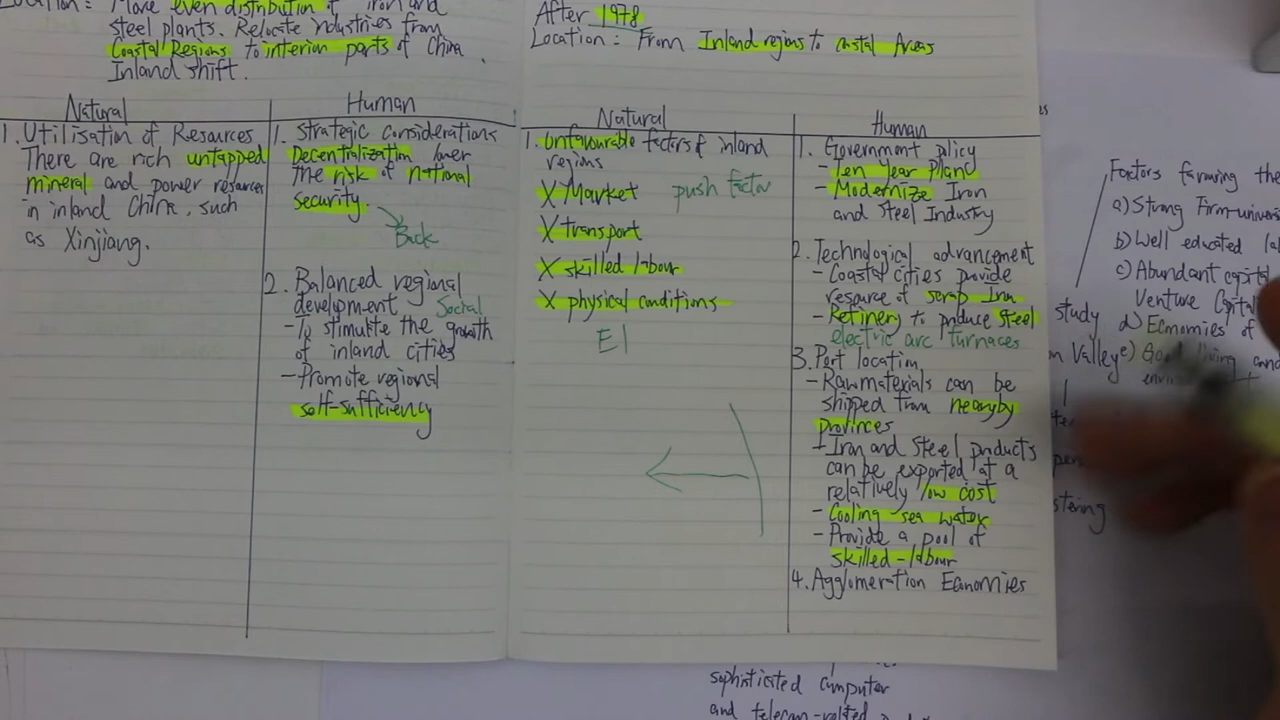 Location: More even distribution of iron and
steel plants. Relocate industries from
Coastal Regions to interior parts of China.
Inland shift.
Natural
1. Utilisation of Resources
There are rich untapped
mineral and power resources
in inland China, such
as Xinjiang.
Human
1. Strategic considerations
Decentralization lower
the risk of national
security.
Back
2. Balanced regional
development Social
- To stimulate the growth
of inland cities
- Promote regional
self-sufficiency
After 1978
Location: From Inland regions to coastal Areas
Natural
1. Unfavourable factors of inland
regions
X Market push factor
X transport
X skilled labour
X physical conditions
Human
1. Government policy
- Ten Year Plan
- Modernize Iron
and Steel Industry
2. Technological advancement
- Coastal cities provide
resource of scrap Iron
- Refinery to produce steel
electric arc furnaces
3. Port location
- Raw materials can be
shipped from nearyby
provinces
- Iron and Steel products
can be exported at a
relatively low cost
- Cooling sea water
- Provide a pool of
skilled-labour
4. Agglomeration Economies
Factors favouring the
a) Strong Firm-univers
b) Well educated
c) Abundant capital
Venture Capital
study d) Economies of
n Valley e) Good living and
stering
sophisticated computer
and telecom-related